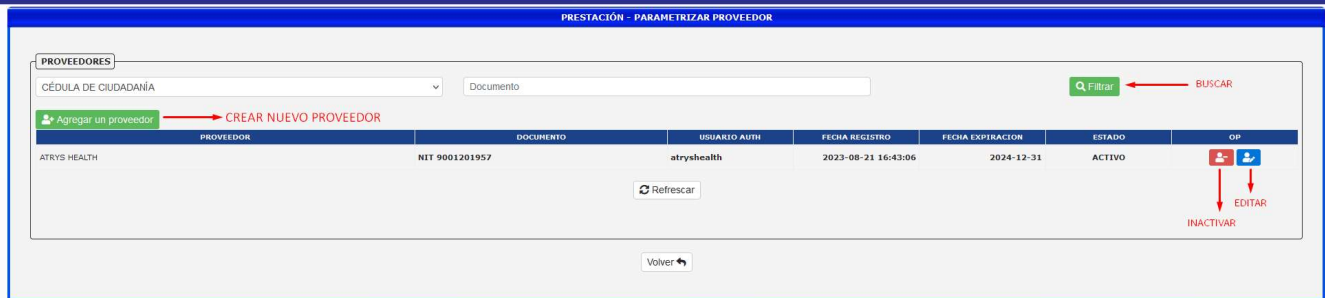 PRESTACIÓN - PARAMETRIZAR PROVEEDOR
PROVEEDORES
CÉDULA DE CIUDADANÍA Documento Filtrar BUSCAR
Agregar un proveedor CREAR NUEVO PROVEEDOR
PROVEEDOR DOCUMENTO USUARIO AUTH FECHA REGISTRO FECHA EXPIRACION ESTADO OP
ATRYS HEALTH NIT 9001201957 atryshealth 2023-08-21 16:43:06 2024-12-31 ACTIVO
Refrescar
EDITAR
INACTIVAR
Volver